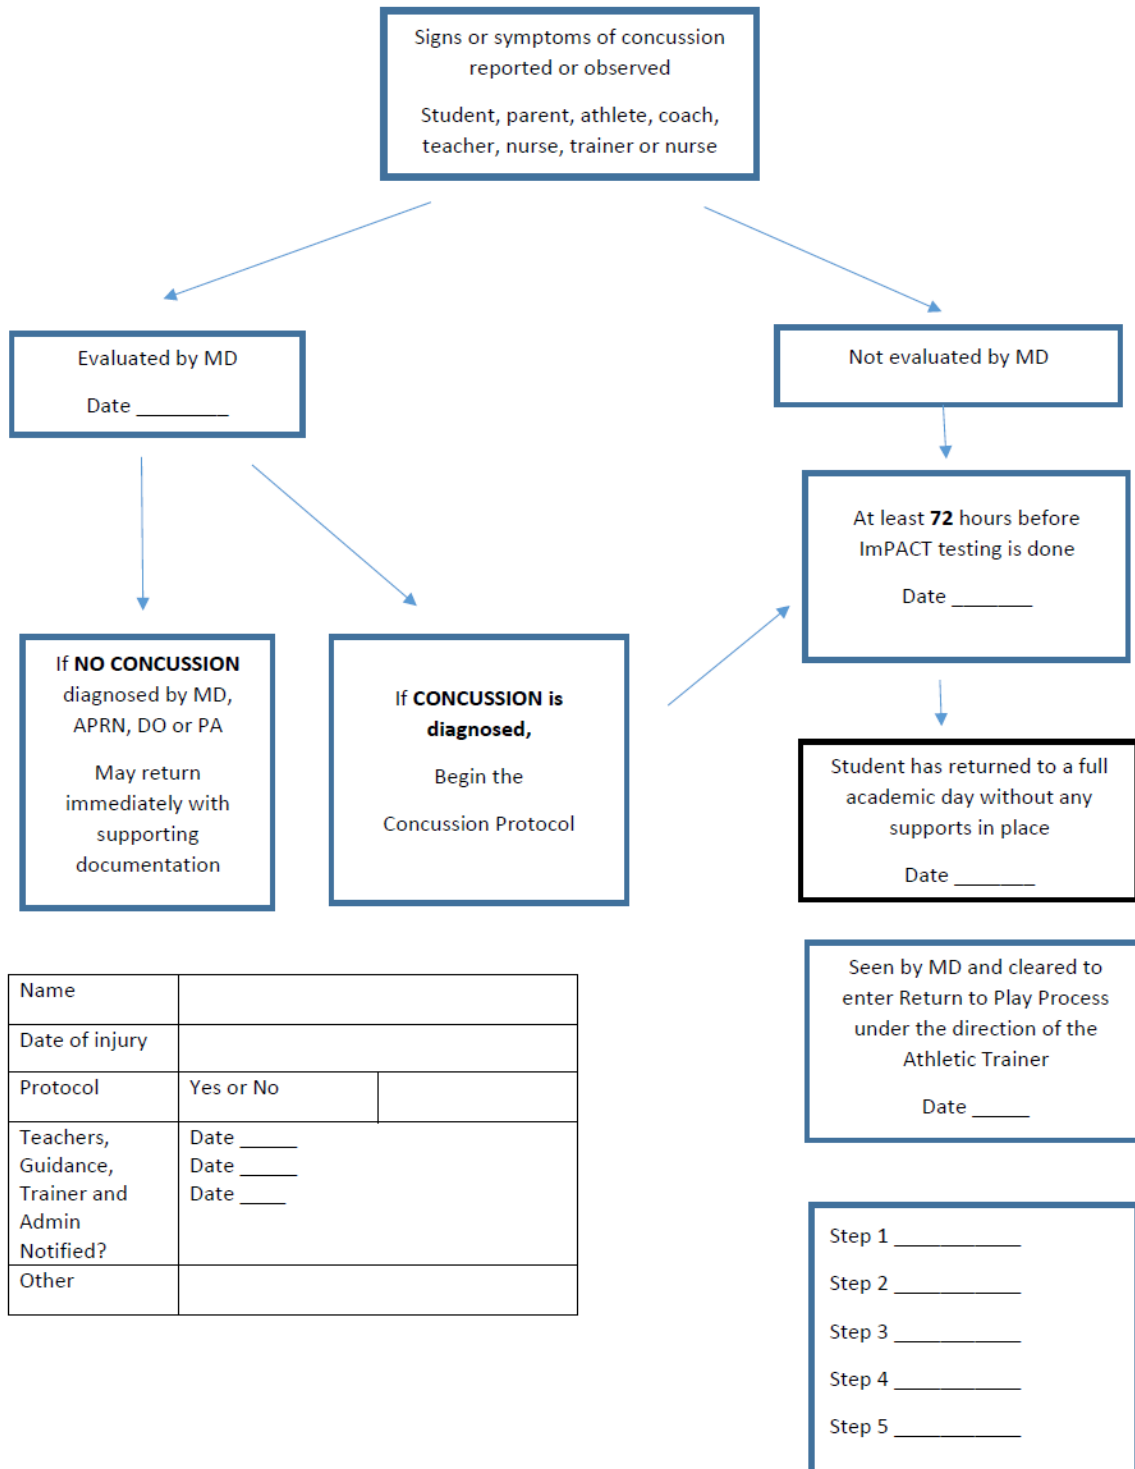 Signs or symptoms of concussion
reported or observed
Student, parent, athlete, coach,
teacher, nurse, trainer or nurse
Evaluated by MD
Date ________
Not evaluated by MD
At least 72 hours before
ImPACT testing is done
Date _______
If NO CONCUSSION
diagnosed by MD,
APRN, DO or PA
May return
immediately with
supporting
documentation
If CONCUSSION is
diagnosed,
Begin the
Concussion Protocol
Student has returned to a full
academic day without any
supports in place
Date _______
Seen by MD and cleared to
enter Return to Play Process
under the direction of the
Athletic Trainer
Date _____
Name
Date of injury
Protocol
Yes or No
Teachers,
Guidance,
Trainer and
Admin
Notified?
Date _____
Date _____
Date ____
Other
Step 1 ___________
Step 2 ___________
Step 3 ___________
Step 4 ___________
Step 5 ___________